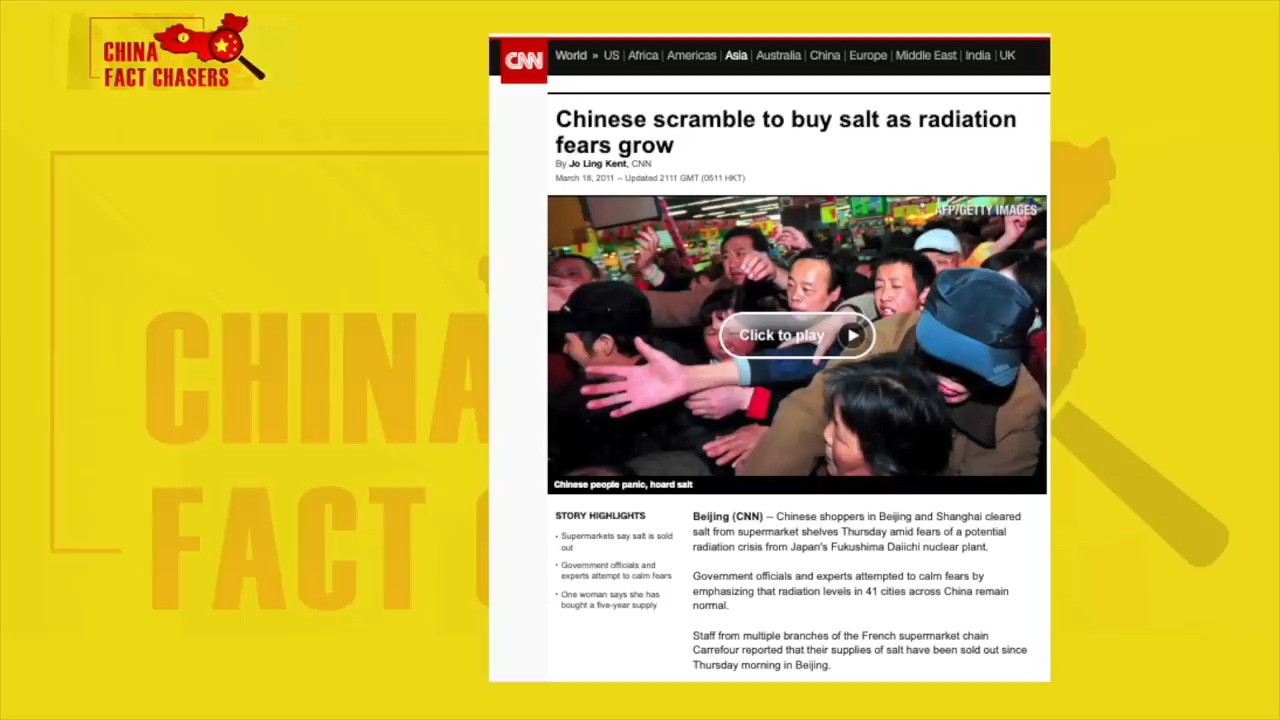 CHINA
FACT CHASERS
CNN
World » US | Africa | Americas | Asia | Australia | China | Europe | Middle East | India | UK
Chinese scramble to buy salt as radiation
fears grow
By Jo Ling Kent, CNN
March 18, 2011 -- Updated 2111 GMT (0511 HKT)
AFP/GETTY IMAGES
Click to play
Chinese people panic, hoard salt
STORY HIGHLIGHTS
• Supermarkets say salt is sold
out
• Government officials and
experts attempt to calm fears
• One woman says she has
bought a five-year supply
Beijing (CNN) -- Chinese shoppers in Beijing and Shanghai cleared
salt from supermarket shelves Thursday amid fears of a potential
radiation crisis from Japan's Fukushima Daiichi nuclear plant.
Government officials and experts attempted to calm fears by
emphasizing that radiation levels in 41 cities across China remain
normal.
Staff from multiple branches of the French supermarket chain
Carrefour reported that their supplies of salt have been sold out since
Thursday morning in Beijing.
CHINA
FACT C